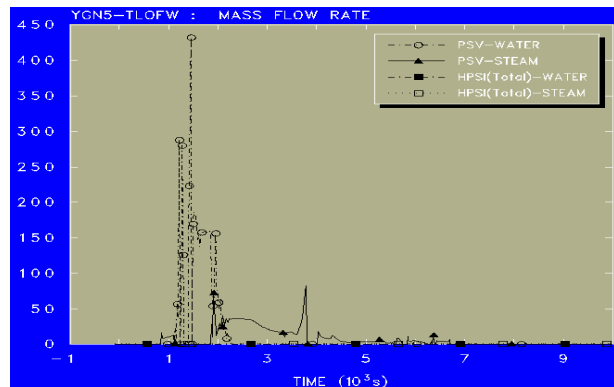 YGN5-TLOFW : MASS FLOW RATE
450
400
350
300
250
200
150
100
50
0
PSV-WATER
PSV-STEAM
HPSI(Total)-WATER
HPSI(Total)-STEAM
-1 1 3 5 7 9
TIME (10³s)